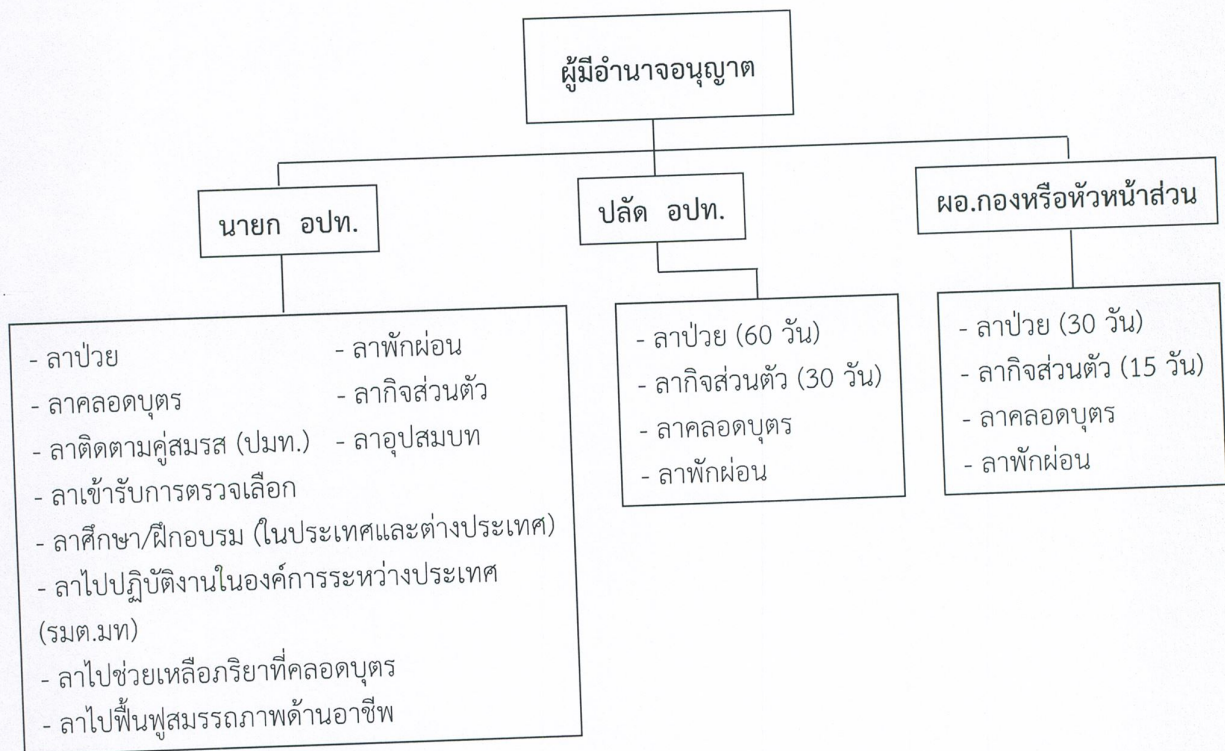 ผู้มีอำนาจอนุญาต
นายก อปท.
ปลัด อปท.
ผอ.กองหรือหัวหน้าส่วน
- ลาป่วย - ลาพักผ่อน
- ลาคลอดบุตร - ลากิจส่วนตัว
- ลาติดตามคู่สมรส (ปมท.) - ลาอุปสมบท
- ลาเข้ารับการตรวจเลือก
- ลาศึกษา/ฝึกอบรม (ในประเทศและต่างประเทศ)
- ลาไปปฏิบัติงานในองค์การระหว่างประเทศ
(รมต.มท)
- ลาไปช่วยเหลือภริยาที่คลอดบุตร
- ลาไปฟื้นฟูสมรรถภาพด้านอาชีพ
- ลาป่วย (60 วัน)
- ลากิจส่วนตัว (30 วัน)
- ลาคลอดบุตร
- ลาพักผ่อน
- ลาป่วย (30 วัน)
- ลากิจส่วนตัว (15 วัน)
- ลาคลอดบุตร
- ลาพักผ่อน